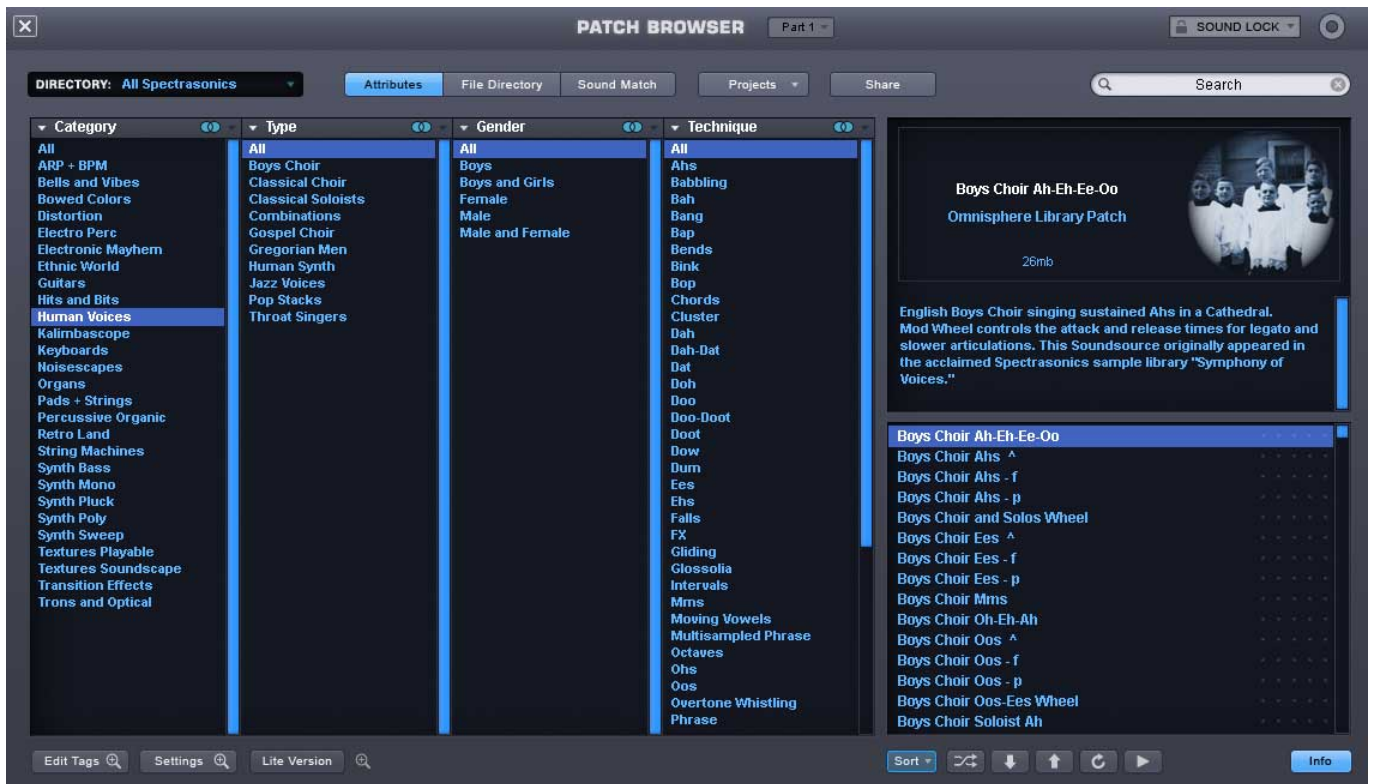 PATCH BROWSER
Part 1
SOUND LOCK
DIRECTORY: All Spectrasonics
Attributes
File Directory
Sound Match
Projects
Share
Search
Category
All
ARP + BPM
Bells and Vibes
Bowed Colors
Distortion
Electro Perc
Electronic Mayhem
Ethnic World
Guitars
Hits and Bits
Human Voices
Kalimbascope
Keyboards
Noisescapes
Organs
Pads + Strings
Percussive Organic
Retro Land
String Machines
Synth Bass
Synth Mono
Synth Pluck
Synth Poly
Synth Sweep
Textures Playable
Textures Soundscape
Transition Effects
Trons and Optical
Type
All
Boys Choir
Classical Choir
Classical Soloists
Combinations
Gospel Choir
Gregorian Men
Human Synth
Jazz Voices
Pop Stacks
Throat Singers
Gender
All
Boys
Boys and Girls
Female
Male
Male and Female
Technique
All
Ahs
Babbling
Bah
Bang
Bap
Bends
Bink
Bop
Chords
Cluster
Dah
Dah-Dat
Dat
Doh
Doo
Doo-Doot
Doot
Dow
Dum
Ees
Ehs
Falls
FX
Gliding
Glossolia
Intervals
Mms
Moving Vowels
Multisampled Phrase
Octaves
Ohs
Oos
Overtone Whistling
Phrase
Boys Choir Ah-Eh-Ee-Oo
Omnisphere Library Patch
26mb
English Boys Choir singing sustained Ahs in a Cathedral.
Mod Wheel controls the attack and release times for legato and
slower articulations. This Soundsource originally appeared in
the acclaimed Spectrasonics sample library "Symphony of
Voices."
Boys Choir Ah-Eh-Ee-Oo
Boys Choir Ahs ^
Boys Choir Ahs - f
Boys Choir Ahs - p
Boys Choir and Solos Wheel
Boys Choir Ees ^
Boys Choir Ees - f
Boys Choir Ees - p
Boys Choir Mms
Boys Choir Oh-Eh-Ah
Boys Choir Oos ^
Boys Choir Oos - f
Boys Choir Oos - p
Boys Choir Oos-Ees Wheel
Boys Choir Soloist Ah
Edit Tags
Settings
Lite Version
Sort
Info